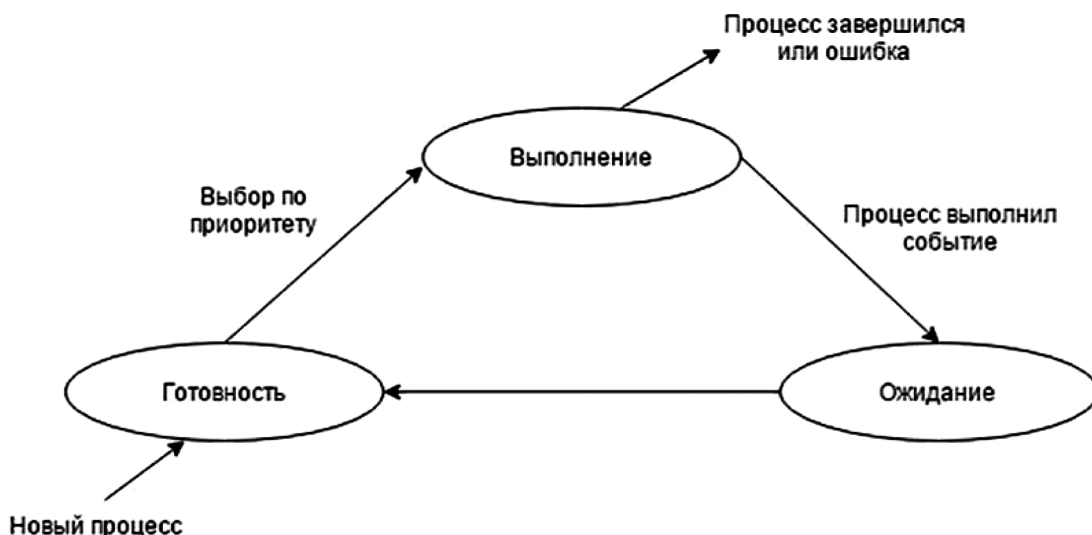 Процесс завершился
или ошибка
Выполнение
Выбор по
приоритету
Процесс выполнил
событие
Готовность
Ожидание
Новый процесс